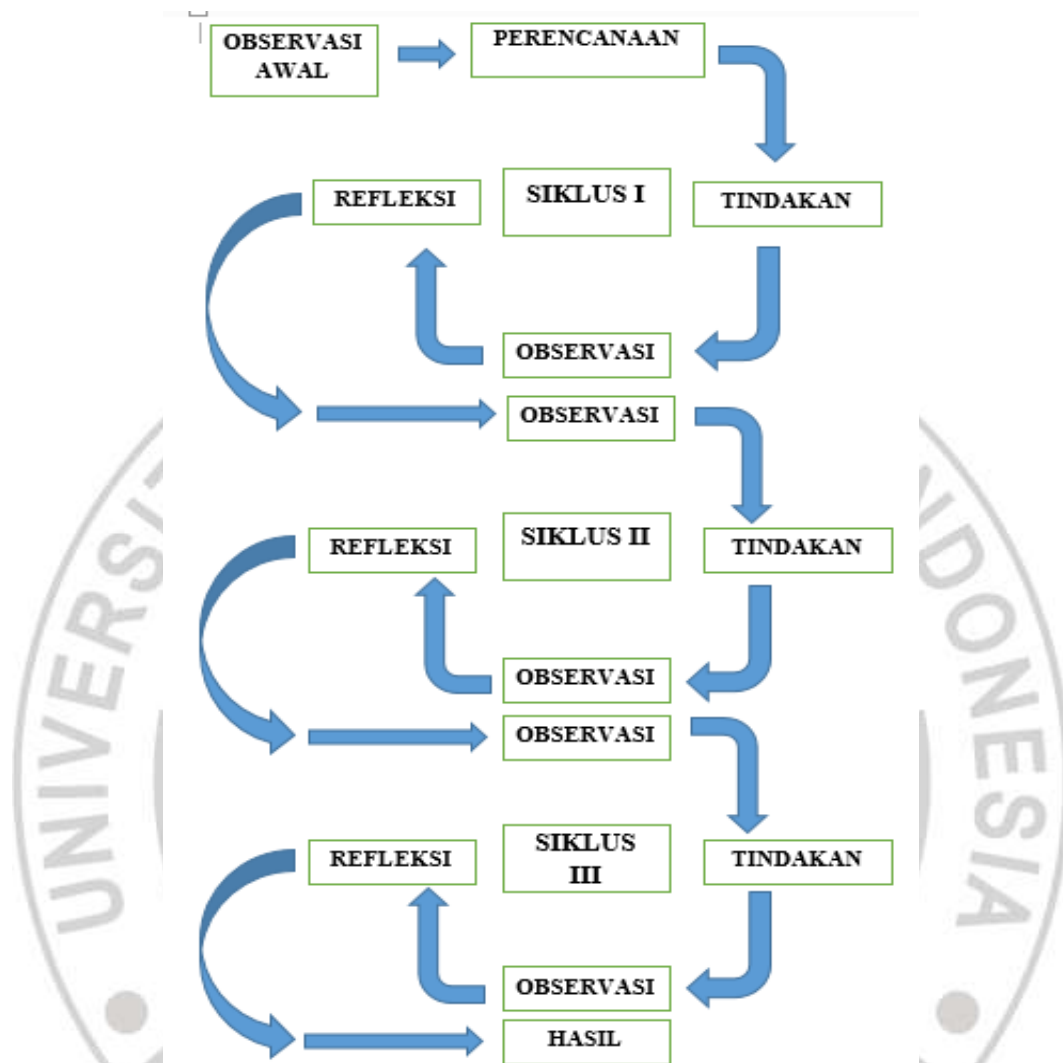 OBSERVASI
AWAL
PERENCANAAN
REFLEKSI
SIKLUS I
TINDAKAN
OBSERVASI
OBSERVASI
REFLEKSI
SIKLUS II
TINDAKAN
OBSERVASI
OBSERVASI
REFLEKSI
SIKLUS
III
TINDAKAN
OBSERVASI
HASIL